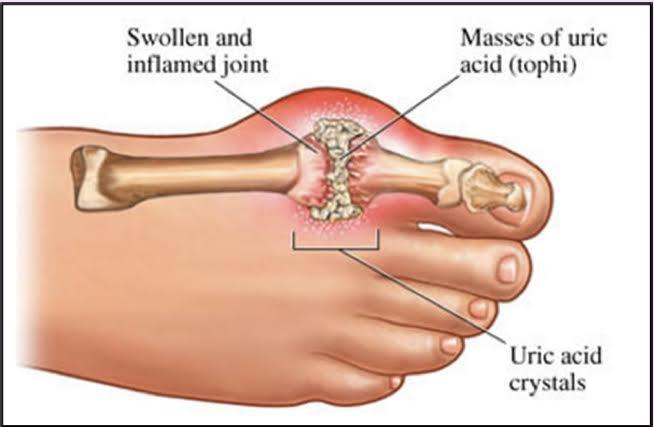 Swollen and
inflamed joint
Masses of uric
acid (tophi)
Uric acid
crystals